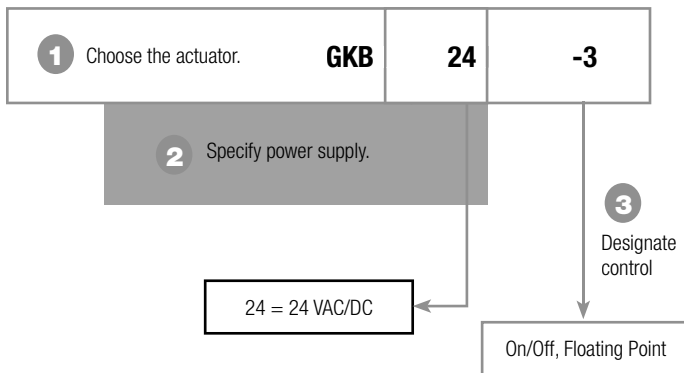 1 Choose the actuator. GKB 24 -3
2 Specify power supply.
3
Designate
control
24 = 24 VAC/DC
On/Off, Floating Point